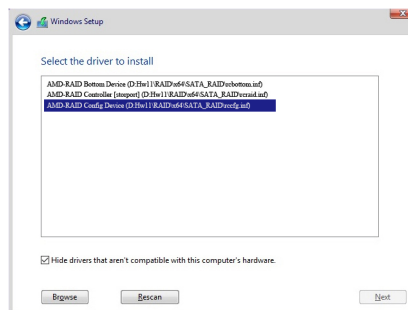 Windows Setup
Select the driver to install
AMD-RAID Bottom Device (D:Hw11\RAID\x64\SATA_RAID\rcbottom.inf)
AMD-RAID Controller [storport] (D:Hw11\RAID\x64\SATA_RAID\rcraid.inf)
AMD-RAID Config Device (D:Hw11\RAID\x64\SATA_RAID\rccfg.inf)
Hide drivers that aren't compatible with this computer's hardware.
Browse Rescan Next